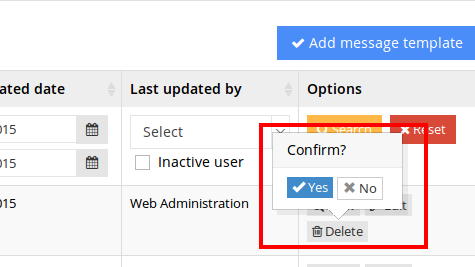 Add message template
ated date
Last updated by
Options
015
Select
Search
Reset
015
Inactive user
Confirm?
Yes
No
015
Web Administration
Edit
Delete